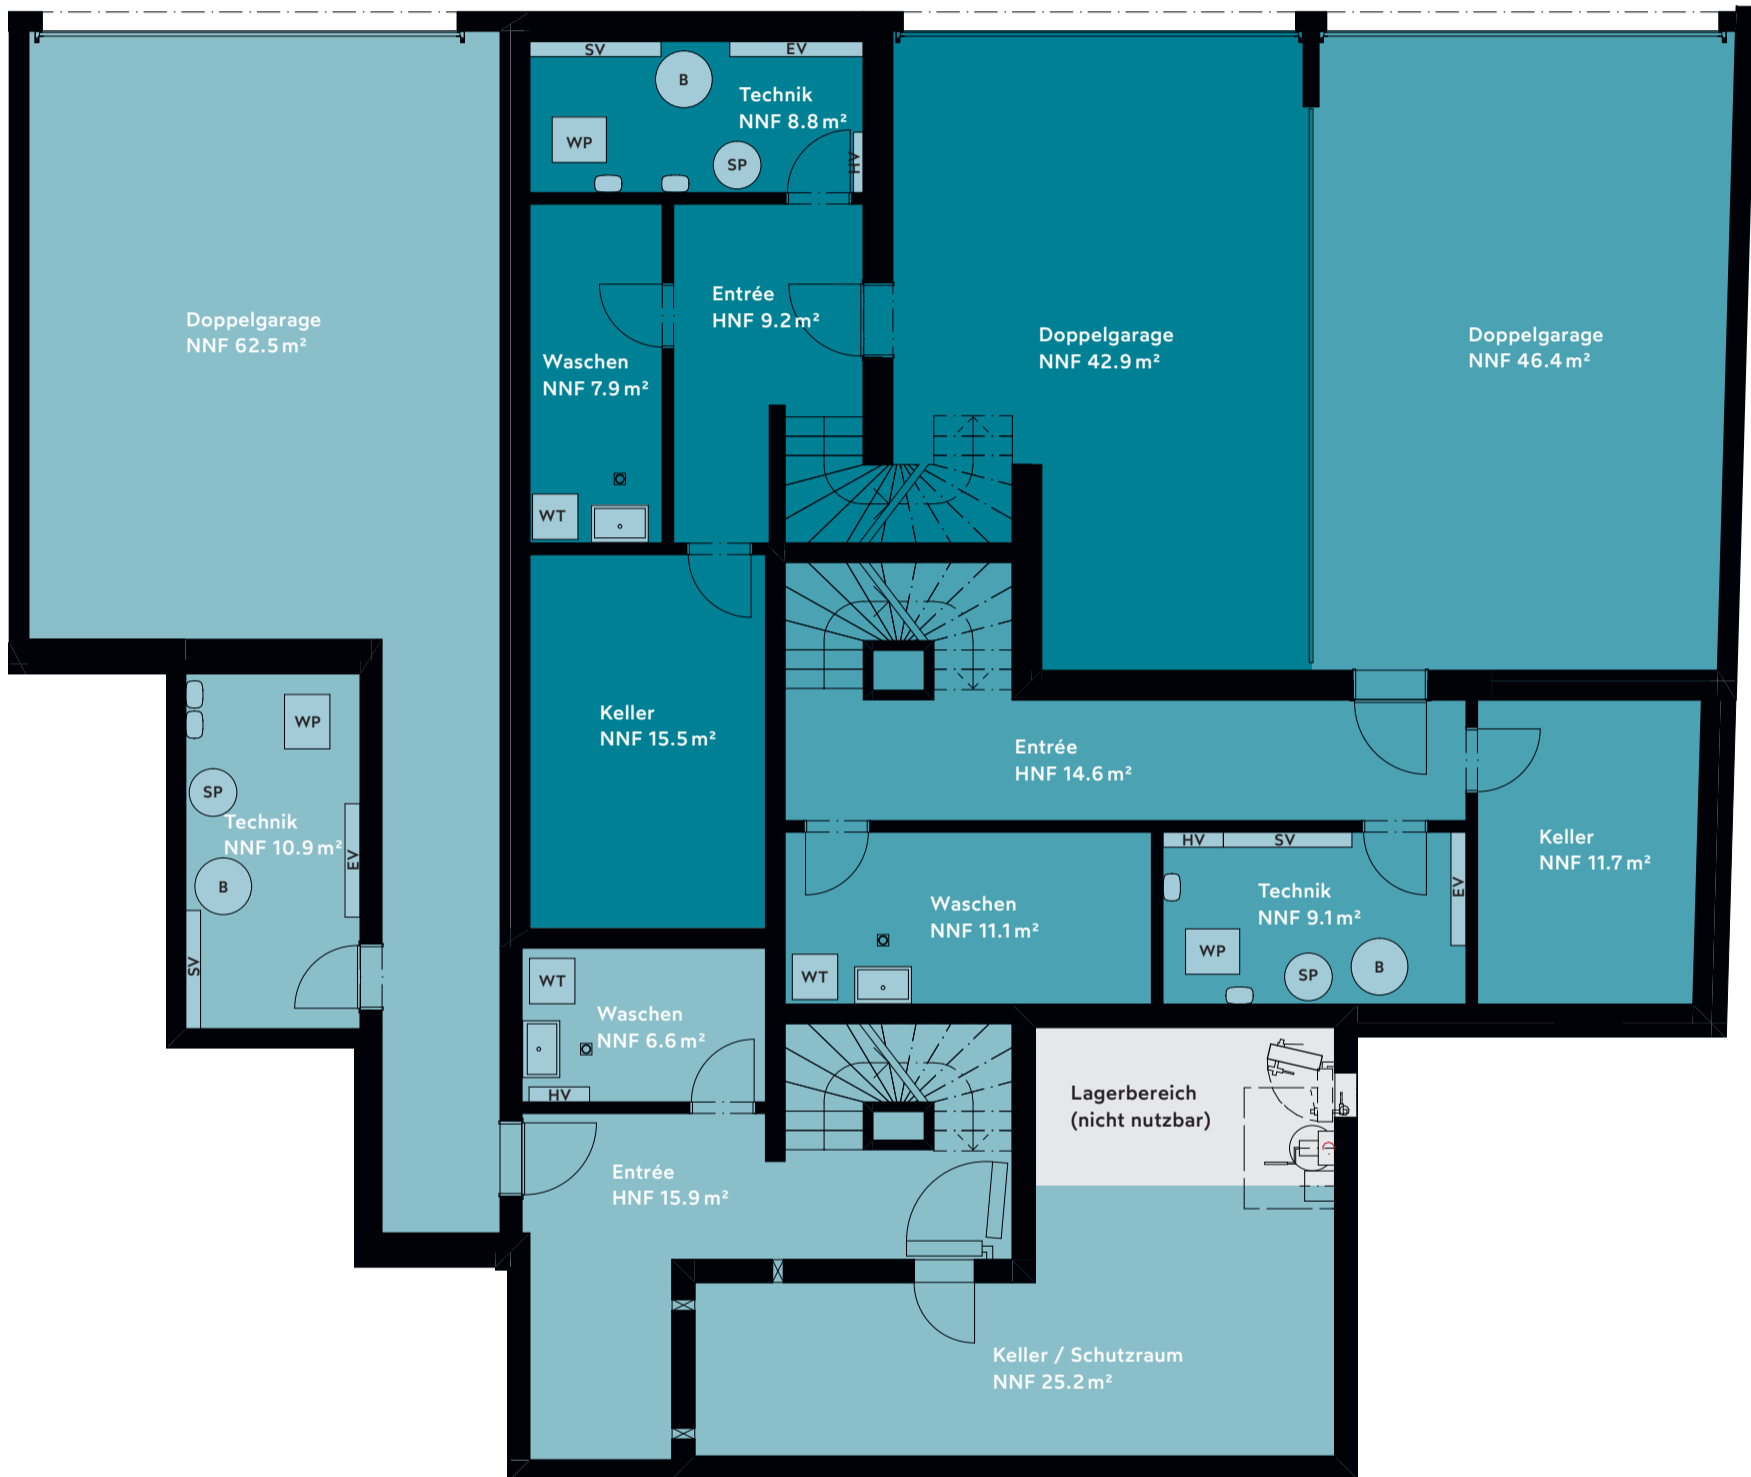 SV
EV
B
Technik
NNF 8.8 m²
WP
SP
HV
Doppelgarage
NNF 62.5 m²
Entrée
HNF 9.2 m²
Waschen
NNF 7.9 m²
WT
Doppelgarage
NNF 42.9 m²
Doppelgarage
NNF 46.4 m²
Keller
NNF 15.5 m²
WP
SP
Technik
NNF 10.9 m²
EV
B
SV
Entrée
HNF 14.6 m²
Keller
NNF 11.7 m²
HV
SV
EV
Technik
NNF 9.1 m²
WP
SP
B
Waschen
NNF 11.1 m²
WT
WT
Waschen
NNF 6.6 m²
HV
Lagerbereich
(nicht nutzbar)
Entrée
HNF 15.9 m²
Keller / Schutzraum
NNF 25.2 m²